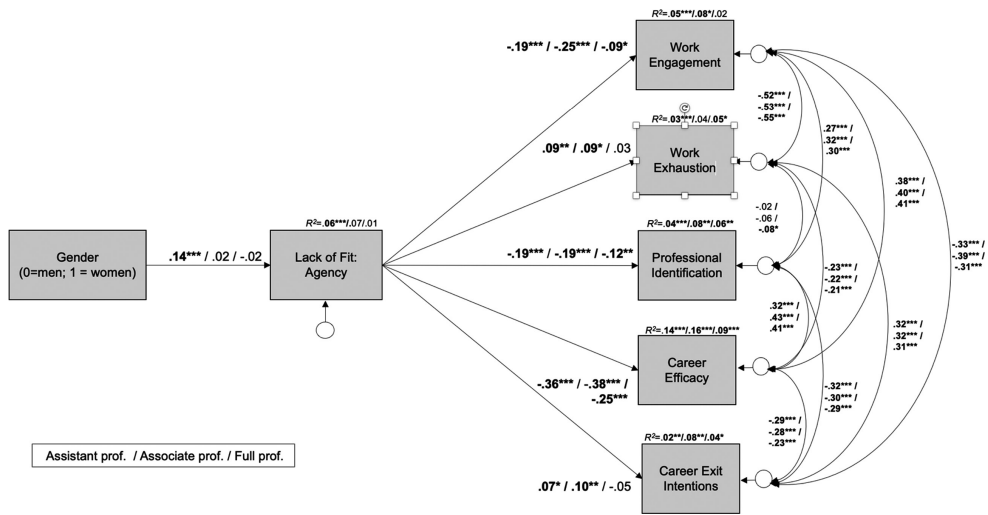 R²=.05***/.08*/.02
Work
Engagement
-.19*** / -.25*** / -.09*
-.52*** /
-.53*** /
-.55***
R²=.03***/.04/.05*
Work
Exhaustion
.09** / .09* / .03
.27*** /
.32*** /
.30***
.38*** /
.40*** /
.41***
-.02 /
-.06 /
-.08*
R²=.06***/.07/.01
R²=.04***/.08**/.06**
Gender
(0=men; 1 = women)
.14*** / .02 / -.02
Lack of Fit:
Agency
-.19*** / -.19*** / -.12**
Professional
Identification
-.33*** /
-.39*** /
-.31***
-.23*** /
-.22*** /
-.21***
.32*** /
.43*** /
.41***
.32*** /
.32*** /
.31***
R²=.14***/.16***/.09***
Career
Efficacy
-.36*** / -.38*** /
-.25***
-.32*** /
-.30*** /
-.29***
-.29*** /
-.28*** /
-.23***
R²=.02**/.08**/.04*
Assistant prof. / Associate prof. / Full prof.
Career Exit
Intentions
.07* / .10** / -.05